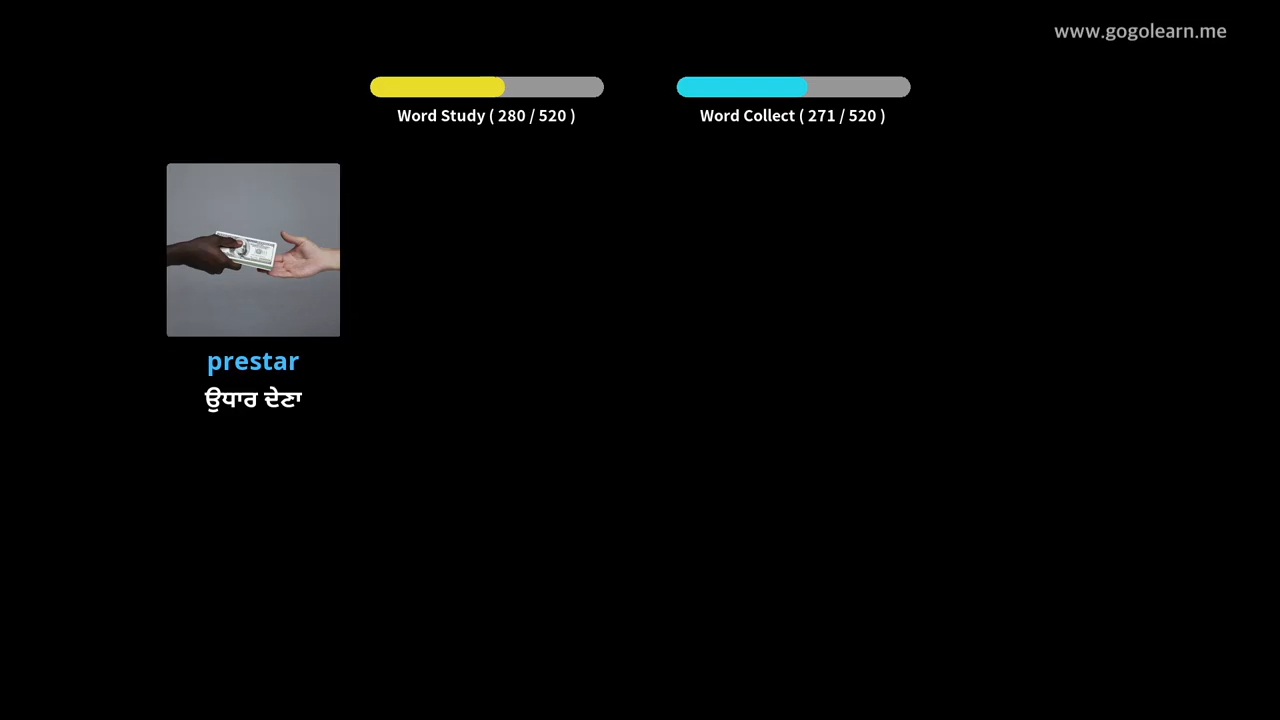 www.gogolearn.me
Word Study ( 280 / 520 )
Word Collect ( 271 / 520 )
prestar
ਉਧਾਰ ਦੇਣਾ